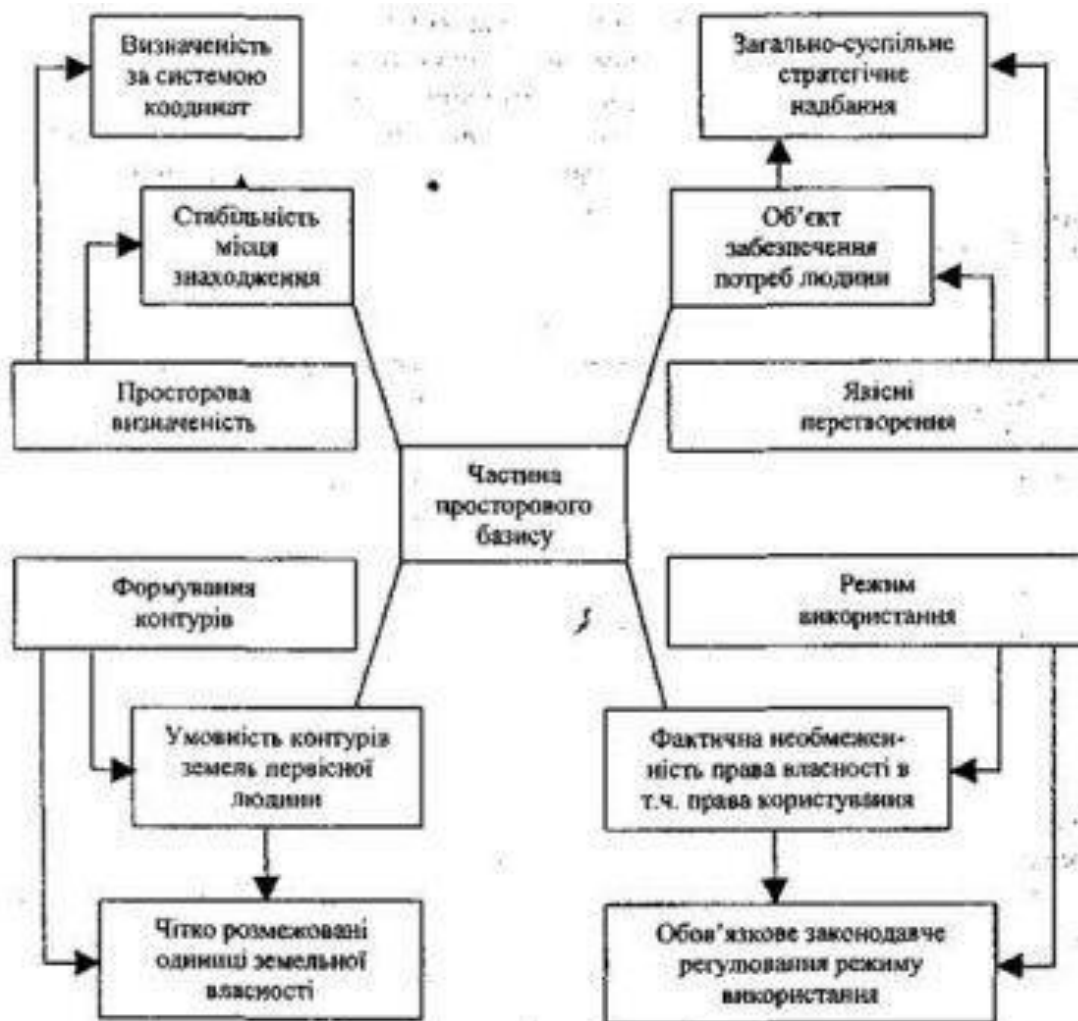 Визначеність
за системою
коодинат
Загально-суспільне
стратегічне
надбання
Стабільність
місця
знаходження
Об'єкт
забезпечення
потреб людини
Просторова
визначеність
Явісні
перетворення
Частина
просторового
базису
Формування
контурів
Режим
використання
Умовність контурів
земель первісної
людини
Фактична необмежен-
ність права власності в
т.ч. права користування
Чітко розмежовані
одиниці земельної
власності
Обов'язкове законодавче
регулювання режиму
використання